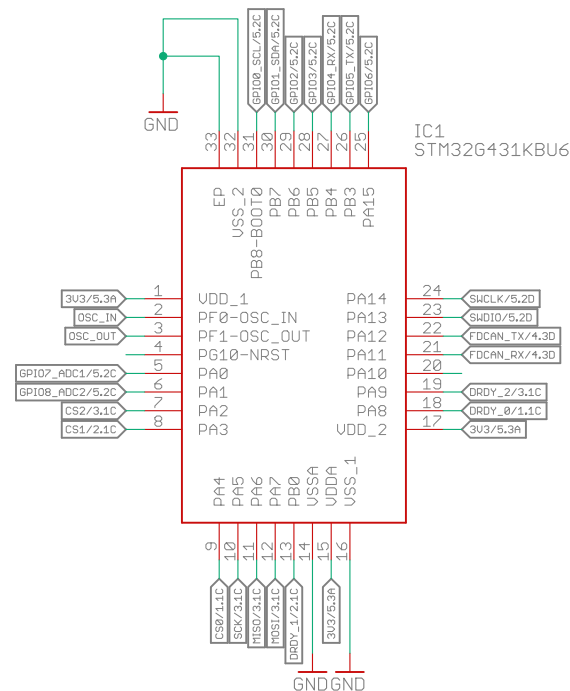 GPIO0_SCL/5.2C
GPIO1_SDA/5.2C
GPIO2/5.2C
GPIO3/5.2C
GPIO4_RX/5.2C
GPIO5_TX/5.2C
GPIO6/5.2C
GND
33
32
31
30
29
28
27
26
25
IC1
STM32G431KBU6
EP
VSS_2
PB8-BOOT0
PB7
PB6
PB5
PB4
PB3
PA15
3V3/5.3A 1 VDD_1
OSC_IN 2 PF0-OSC_IN
OSC_OUT 3 PF1-OSC_OUT
4 PG10-NRST
GPIO7_ADC1/5.2C 5 PA0
GPIO8_ADC2/5.2C 6 PA1
CS2/3.1C 7 PA2
CS1/2.1C 8 PA3
PA14 24 SWCLK/5.2D
PA13 23 SWDIO/5.2D
PA12 22 FDCAN_TX/4.3D
PA11 21 FDCAN_RX/4.3D
PA10 20
PA9 19 DRDY_2/3.1C
PA8 18 DRDY_0/1.1C
VDD_2 17 3V3/5.3A
PA4
PA5
PA6
PA7
PB0
VSSA
VDDA
VSS_1
9
10
11
12
13
14
15
16
CS0/1.1C
SCK/3.1C
MISO/3.1C
MOSI/3.1C
DRDY_1/2.1C
3V3/5.3A
GND GND